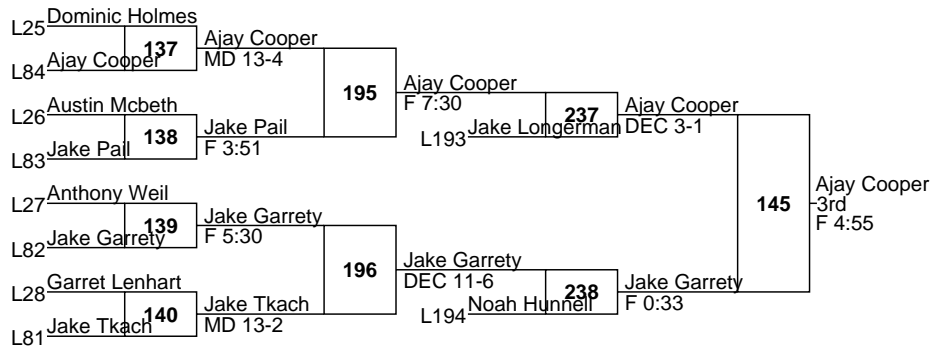 L25 Dominic Holmes
137
L84 Ajay Cooper
Ajay Cooper
MD 13-4
L26 Austin Mcbeth
138
L83 Jake Pail
Jake Pail
F 3:51
195
Ajay Cooper
F 7:30
L193 Jake Longerman
237
Ajay Cooper
DEC 3-1
L27 Anthony Weil
139
L82 Jake Garrety
Jake Garrety
F 5:30
L28 Garret Lenhart
140
L81 Jake Tkach
Jake Tkach
MD 13-2
196
Jake Garrety
DEC 11-6
L194 Noah Hunnell
238
Jake Garrety
F 0:33
145
Ajay Cooper
3rd
F 4:55